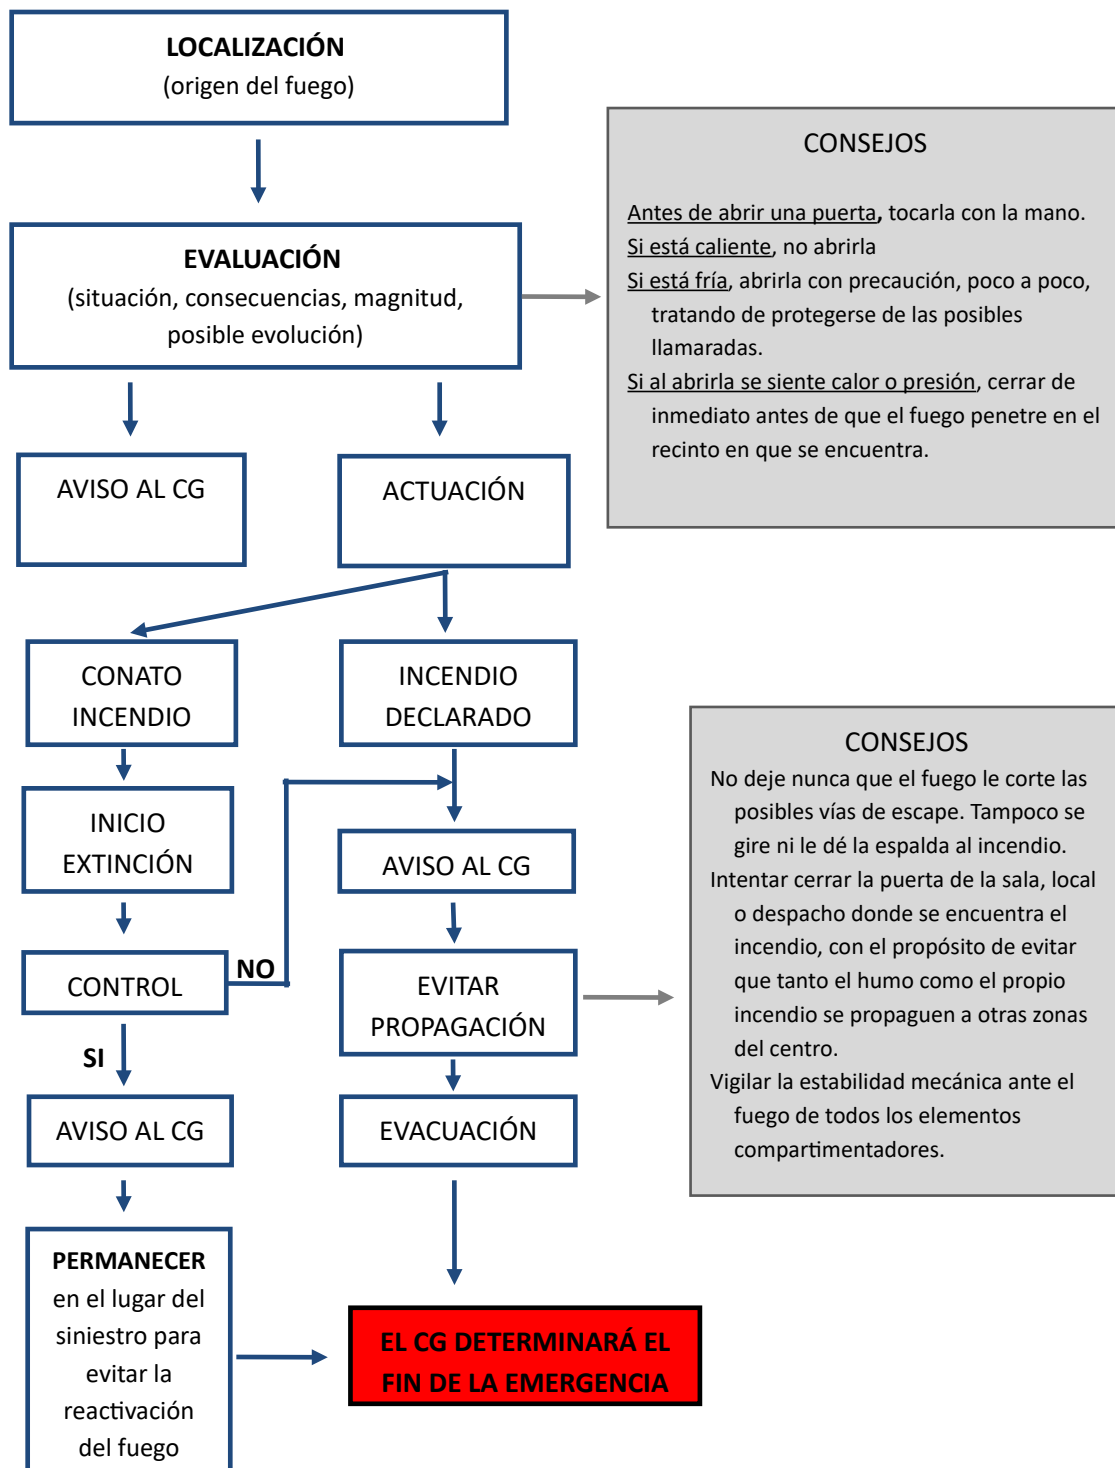 LOCALIZACIÓN
(origen del fuego)
CONSEJOS
Antes de abrir una puerta, tocarla con la mano.
Si está caliente, no abrirla
Si está fría, abrirla con precaución, poco a poco,
tratando de protegerse de las posibles
llamaradas.
Si al abrirla se siente calor o presión, cerrar de
inmediato antes de que el fuego penetre en el
recinto en que se encuentra.
EVALUACIÓN
(situación, consecuencias, magnitud,
posible evolución)
AVISO AL CG
ACTUACIÓN
CONATO
INCENDIO
INCENDIO
DECLARADO
INICIO
EXTINCIÓN
AVISO AL CG
CONTROL
NO
EVITAR
PROPAGACIÓN
CONSEJOS
No deje nunca que el fuego le corte las
posibles vías de escape. Tampoco se
gire ni le dé la espalda al incendio.
Intentar cerrar la puerta de la sala, local
o despacho donde se encuentra el
incendio, con el propósito de evitar
que tanto el humo como el propio
incendio se propaguen a otras zonas
del centro.
Vigilar la estabilidad mecánica ante el
fuego de todos los elementos
compartimentadores.
SI
AVISO AL CG
EVACUACIÓN
PERMANECER
en el lugar del
siniestro para
evitar la
reactivación
del fuego
EL CG DETERMINARÁ EL
FIN DE LA EMERGENCIA